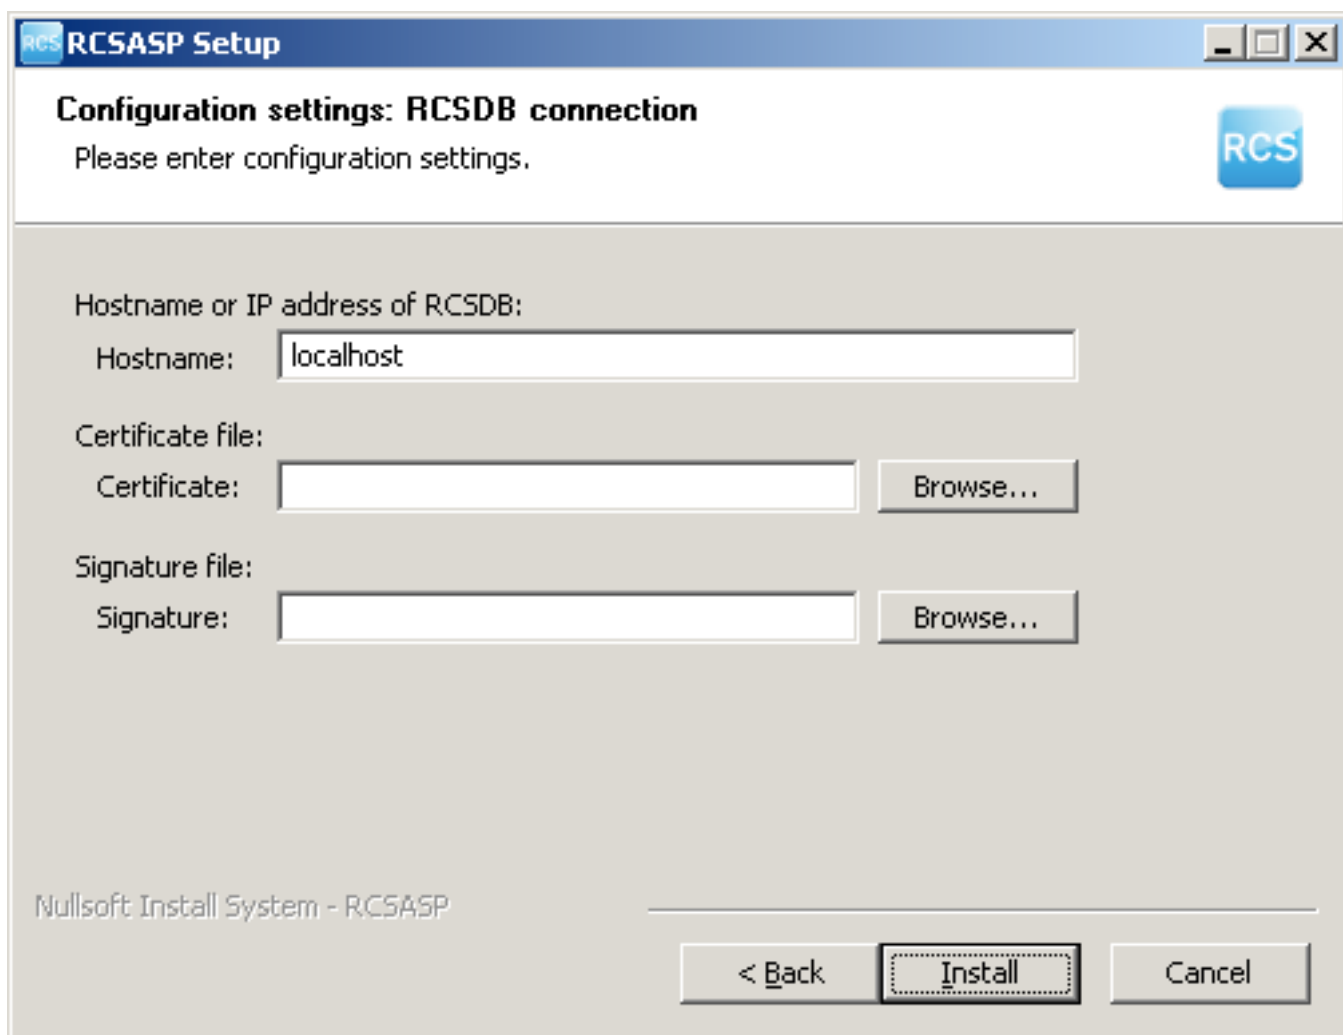 RCS RCSASP Setup
Configuration settings: RCSDB connection
Please enter configuration settings.
RCS
Hostname or IP address of RCSDB:
Hostname: localhost
Certificate file:
Certificate: Browse...
Signature file:
Signature: Browse...
Nullsoft Install System - RCSASP
< Back Install Cancel